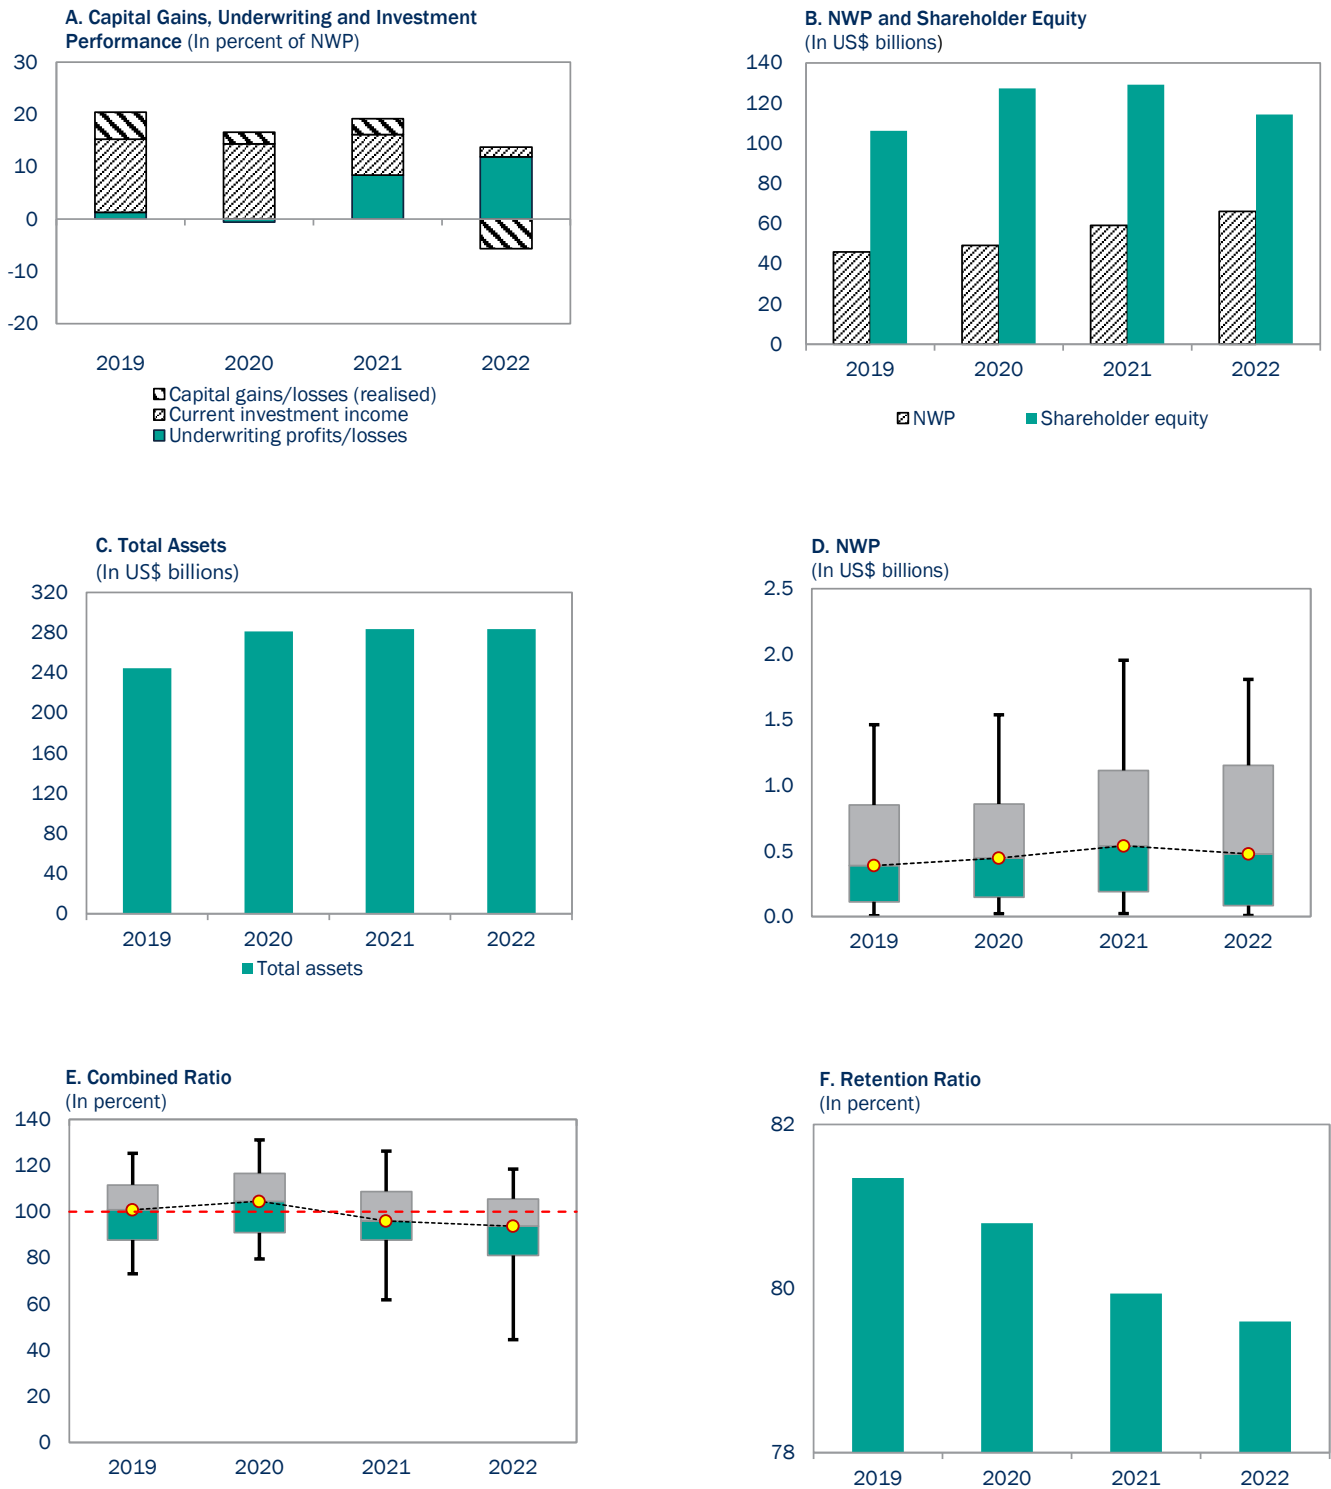 A. Capital Gains, Underwriting and Investment
Performance (In percent of NWP)
30
20
10
0
-10
-20
2019 2020 2021 2022
Capital gains/losses (realised)
Current investment income
Underwriting profits/losses
B. NWP and Shareholder Equity
(In US$ billions)
140
120
100
80
60
40
20
0
2019 2020 2021 2022
NWP Shareholder equity
C. Total Assets
(In US$ billions)
320
280
240
200
160
120
80
40
0
2019 2020 2021 2022
Total assets
D. NWP
(In US$ billions)
2.5
2.0
1.5
1.0
0.5
0.0
2019 2020 2021 2022
E. Combined Ratio
(In percent)
140
120
100
80
60
40
20
0
2019 2020 2021 2022
F. Retention Ratio
(In percent)
82
80
78
2019 2020 2021 2022